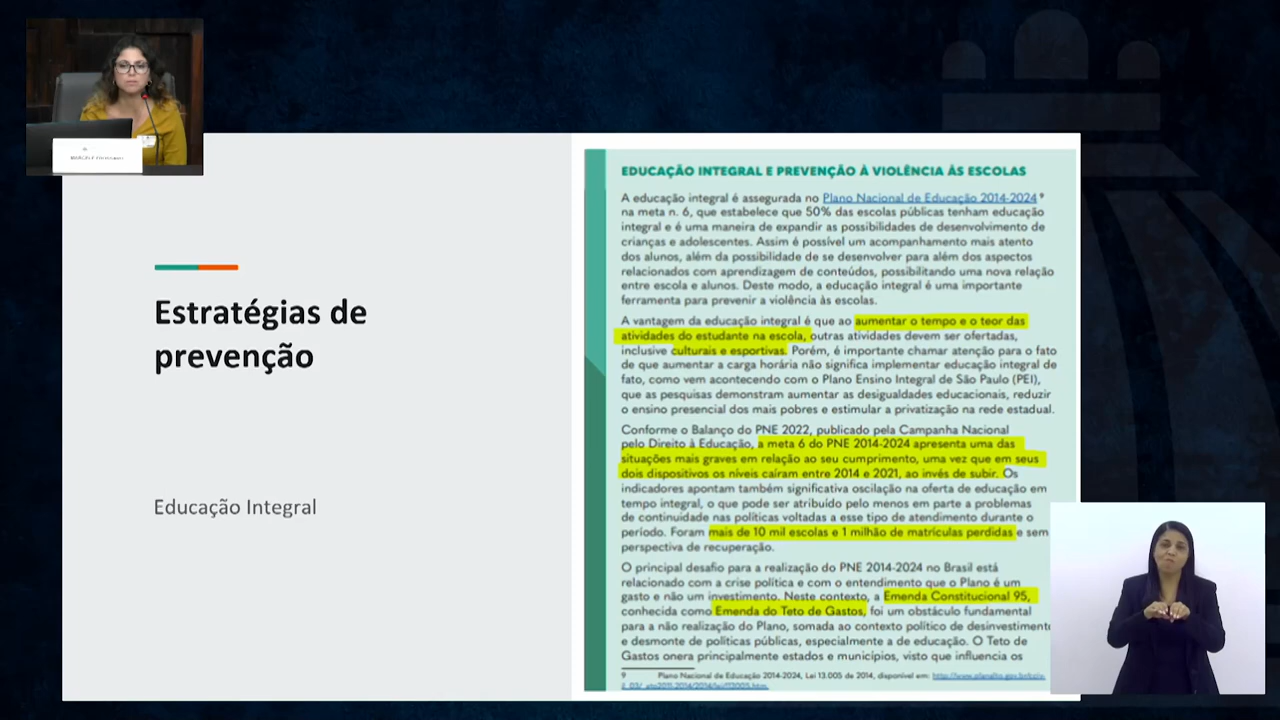 Estratégias de
prevenção
Educação Integral
EDUCAÇÃO INTEGRAL E PREVENÇÃO À VIOLÊNCIA ÀS ESCOLAS
A educação integral é assegurada no Plano Nacional de Educação 2014-2024 9
na meta n. 6, que estabelece que 50% das escolas públicas tenham educação
integral e é uma maneira de expandir as possibilidades de desenvolvimento de
crianças e adolescentes. Assim é possível um acompanhamento mais atento
dos alunos, além da possibilidade de se desenvolver para além dos aspectos
relacionados com aprendizagem de conteúdos, possibilitando uma nova relação
entre escola e alunos. Deste modo, a educação integral é uma importante
ferramenta para prevenir a violência às escolas.
A vantagem da educação integral é que ao aumentar o tempo e o teor das
atividades do estudante na escola, outras atividades devem ser ofertadas,
inclusive culturais e esportivas. Porém, é importante chamar atenção para o fato
de que aumentar a carga horária não significa implementar educação integral de
fato, como vem acontecendo com o Plano Ensino Integral de São Paulo (PEI),
que as pesquisas demonstram aumentar as desigualdades educacionais, reduzir
o ensino presencial dos mais pobres e estimular a privatização na rede estadual.
Conforme o Balanço do PNE 2022, publicado pela Campanha Nacional
pelo Direito à Educação, a meta 6 do PNE 2014-2024 apresenta uma das
situações mais graves em relação ao seu cumprimento, uma vez que em seus
dois dispositivos os níveis caíram entre 2014 e 2021, ao invés de subir. Os
indicadores apontam também significativa oscilação na oferta de educação em
tempo integral, o que pode ser atribuído pelo menos em parte a problemas
de continuidade nas políticas voltadas a esse tipo de atendimento durante o
período. Foram mais de 10 mil escolas e 1 milhão de matrículas perdidas e sem
perspectiva de recuperação.
O principal desafio para a realização do PNE 2014-2024 no Brasil está
relacionado com a crise política e com o entendimento que o Plano é um
gasto e não um investimento. Neste contexto, a Emenda Constitucional 95,
conhecida como Emenda do Teto de Gastos, foi um obstáculo fundamental
para a não realização do Plano, somada ao contexto político de desinvestimento
e desmonte de políticas públicas, especialmente a de educação. O Teto de
Gastos onera principalmente estados e municípios, visto que influencia os
9 Plano Nacional de Educação 2014-2024, Lei 13.005 de 2014, disponível em: